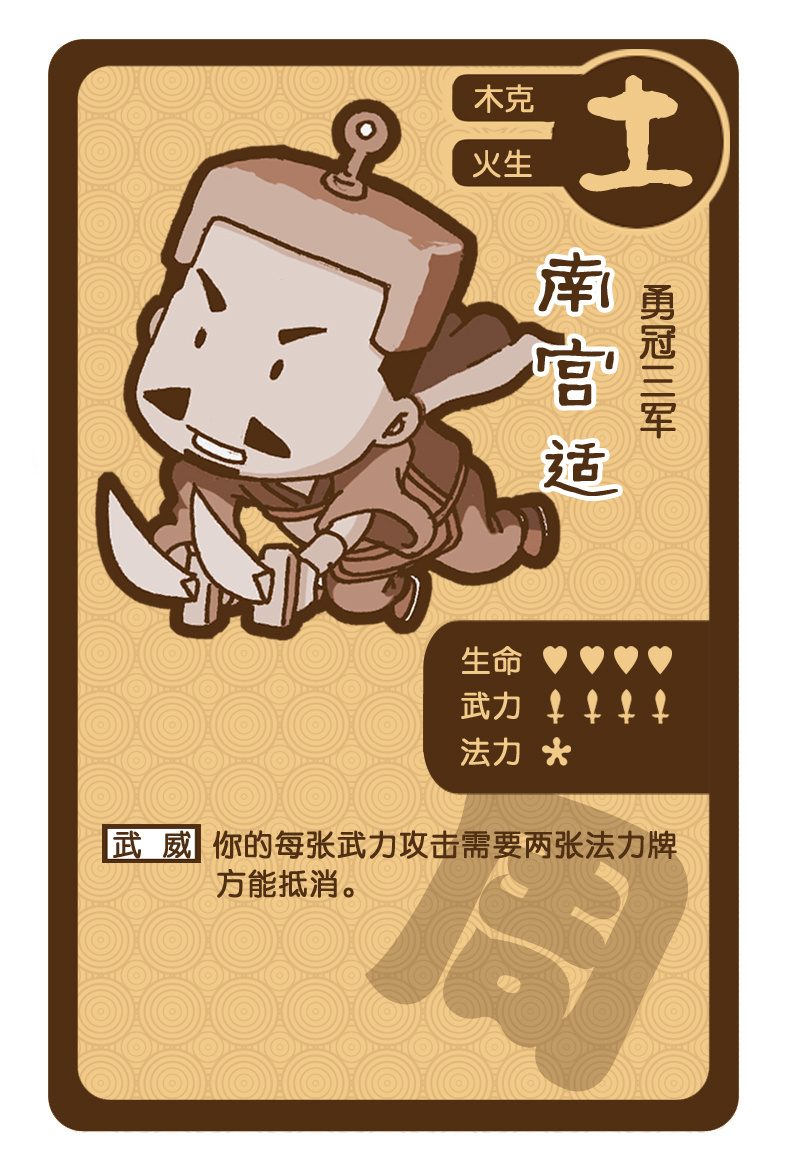 木克
火生
土
南宫适
勇冠三军
生命
武力
法力
武 威 你的每张武力攻击需要两张法力牌
方能抵消。
周